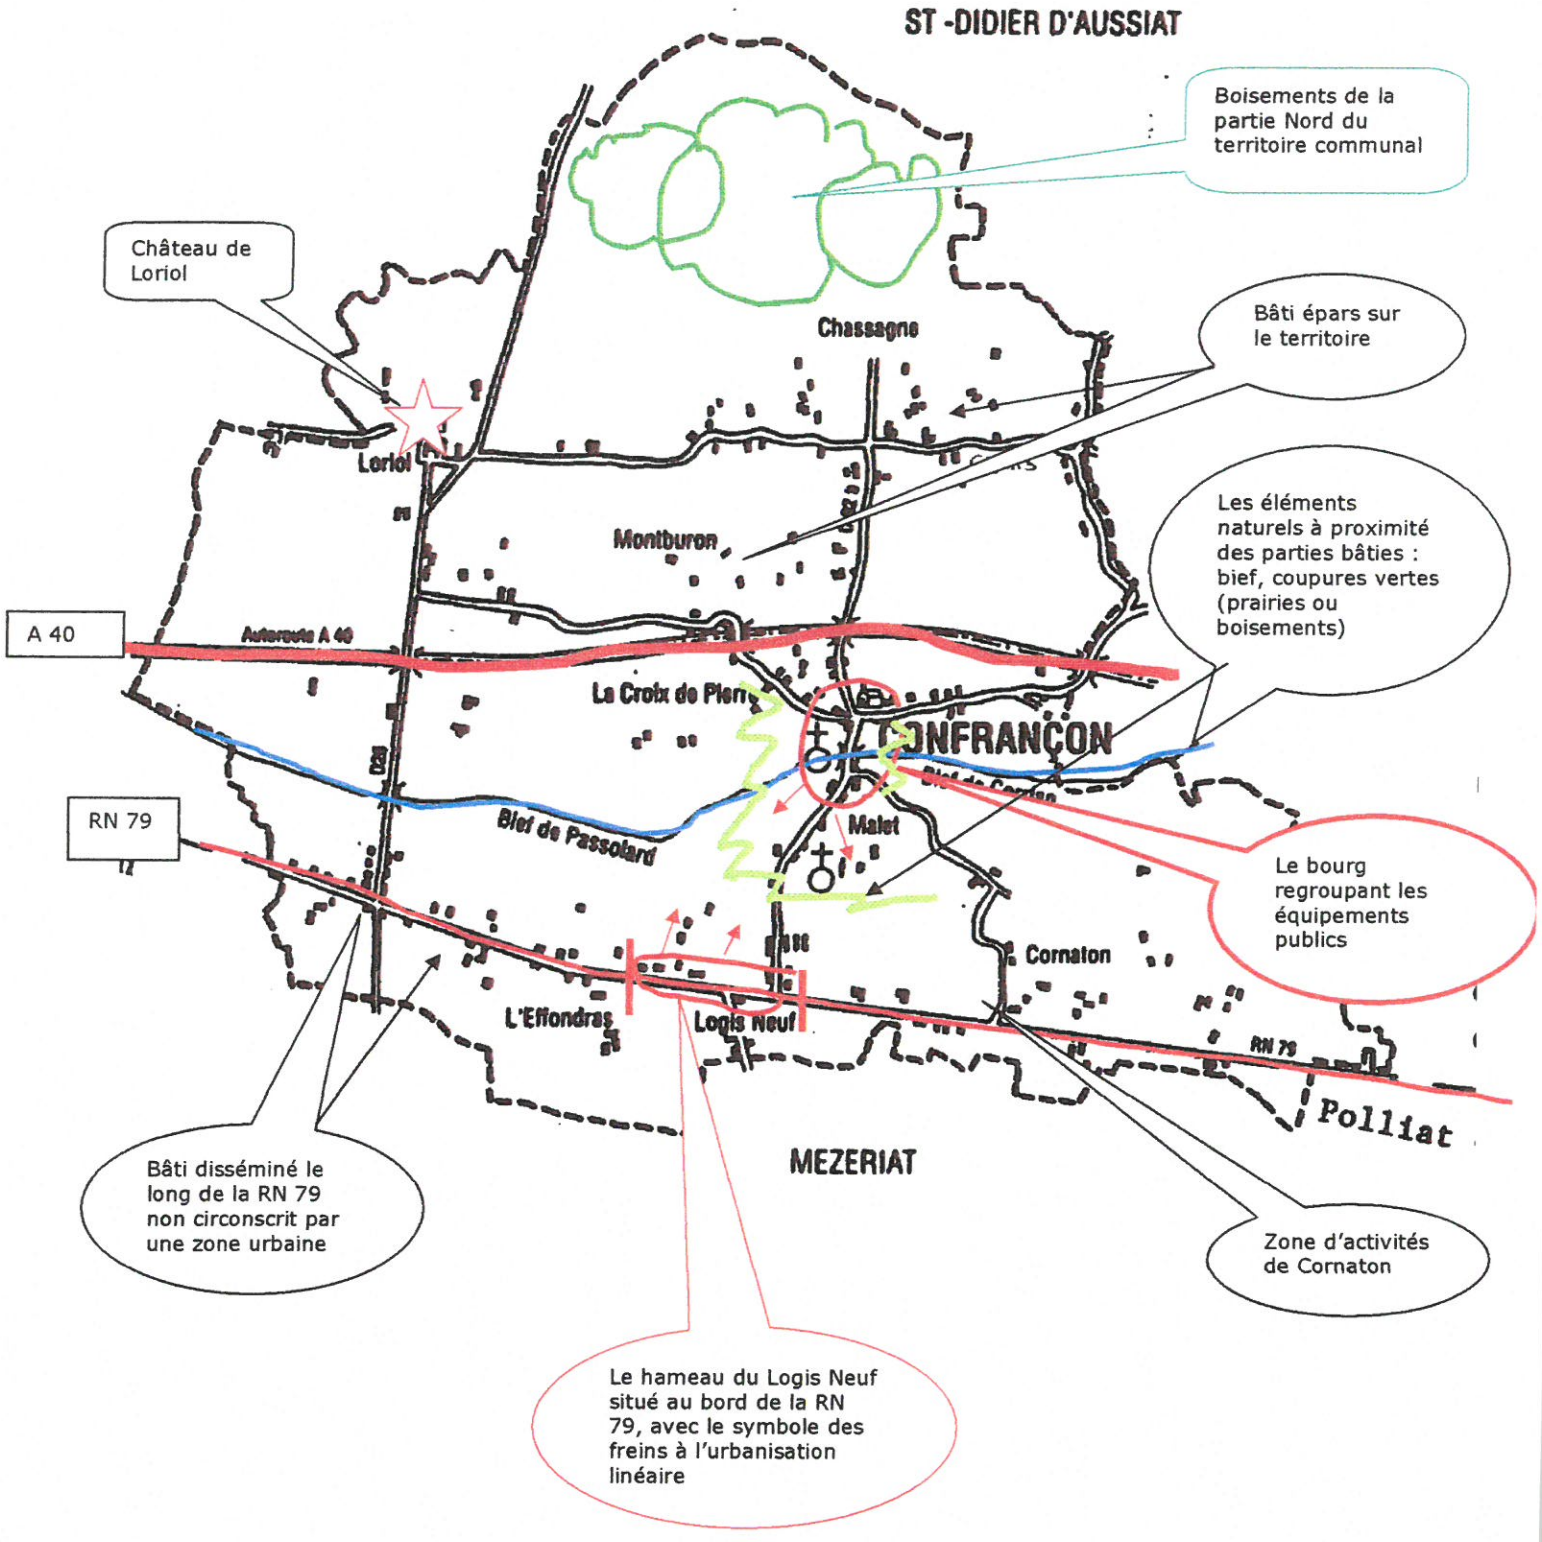 ST -DIDIER D'AUSSIAT
Boisements de la
partie Nord du
territoire communal
Château de
Loriol
Bâti épars sur
le territoire
Chassagne
Loriol
Les éléments
naturels à proximité
des parties bâties :
bief, coupures vertes
(prairies ou
boisements)
Montburon
A 40
Autoroute A 40
La Croix de Pierre
CONFRANÇON
D28
Bief de
RN 79
Bief de Passolard
Malet
Le bourg
regroupant les
équipements
publics
Cornaton
L'Effondras
Logis Neuf
RN 79
Polliat
MEZERIAT
Bâti disséminé le
long de la RN 79
non circonscrit par
une zone urbaine
Zone d'activités
de Cornaton
Le hameau du Logis Neuf
situé au bord de la RN
79, avec le symbole des
freins à l'urbanisation
linéaire